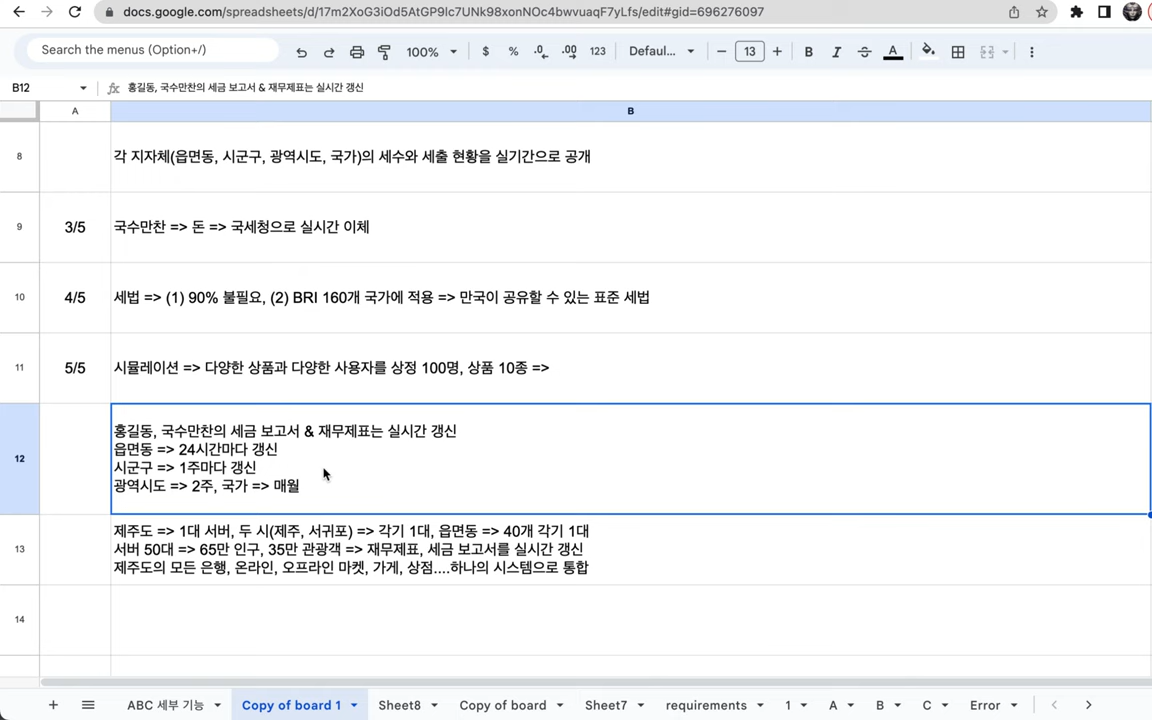 docs.google.com/spreadsheets/d/17m2XoG3iOd5AtGP9lc7UNk98xonNOc4bwvuaqF7yLfs/edit#gid=696276097
Search the menus (Option+/)
100%
$ % .0 .00 123
Defaul...
13
B I A
B12
홍길동, 국수만찬의 세금 보고서 & 재무제표는 실시간 갱신
A B
8 각 지자체(읍면동, 시군구, 광역시도, 국가)의 세수와 세출 현황을 실기간으로 공개
9 3/5 국수만찬 => 돈 => 국세청으로 실시간 이체
10 4/5 세법 => (1) 90% 불필요, (2) BRI 160개 국가에 적용 => 만국이 공유할 수 있는 표준 세법
11 5/5 시뮬레이션 => 다양한 상품과 다양한 사용자를 상정 100명, 상품 10종 =>
12 홍길동, 국수만찬의 세금 보고서 & 재무제표는 실시간 갱신
읍면동 => 24시간마다 갱신
시군구 => 1주마다 갱신
광역시도 => 2주, 국가 => 매월
13 제주도 => 1대 서버, 두 시(제주, 서귀포) => 각기 1대, 읍면동 => 40개 각기 1대
서버 50대 => 65만 인구, 35만 관광객 => 재무제표, 세금 보고서를 실시간 갱신
제주도의 모든 은행, 온라인, 오프라인 마켓, 가게, 상점....하나의 시스템으로 통합
14
ABC 세부 기능 Copy of board 1 Sheet8 Copy of board Sheet7 requirements 1 A B C Error